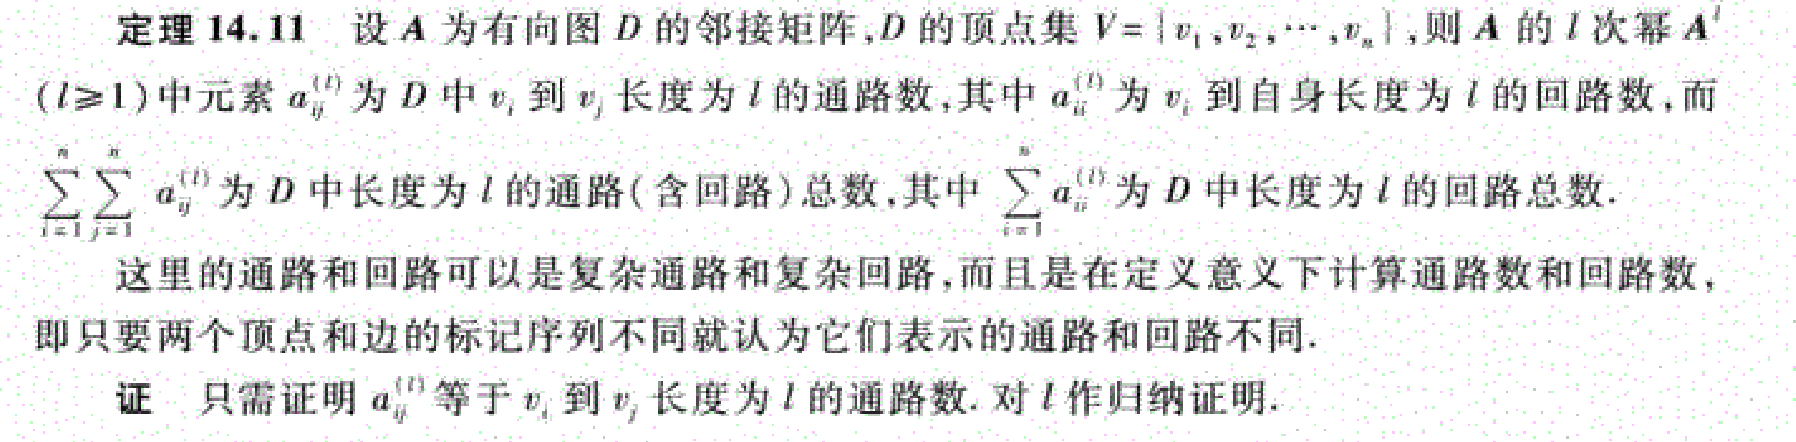 定理 14.11 设 A 为有向图 D 的邻接矩阵,D 的顶点集 V={v₁,v₂,⋯,vₙ},则 A 的 l 次幂 Aˡ
(l≥1)中元素 a_{ij}^{(l)} 为 D 中 v_i 到 v_j 长度为 l 的通路数,其中 a_{ii}^{(l)} 为 v_i 到自身长度为 l 的回路数,而
\sum_{i=1}^{n}\sum_{j=1}^{n} a_{ij}^{(l)} 为 D 中长度为 l 的通路(含回路)总数,其中 \sum_{i=1}^{n} a_{ii}^{(l)} 为 D 中长度为 l 的回路总数.
这里的通路和回路可以是复杂通路和复杂回路,而且是在定义意义下计算通路数和回路数,
即只要两个顶点和边的标记序列不同就认为它们表示的通路和回路不同.
证 只需证明 a_{ij}^{(l)} 等于 v_i 到 v_j 长度为 l 的通路数. 对 l 作归纳证明.